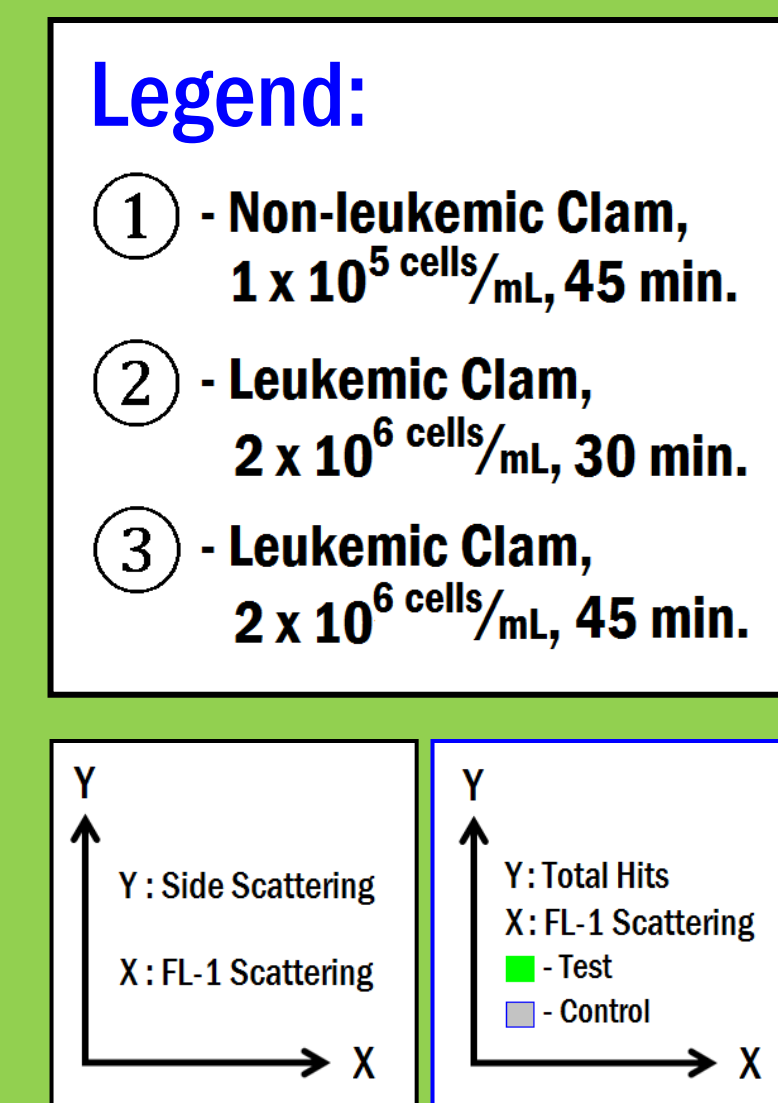 Legend:
1 - Non-leukemic Clam,
1 x 10^5 cells/mL, 45 min.
2 - Leukemic Clam,
2 x 10^6 cells/mL, 30 min.
3 - Leukemic Clam,
2 x 10^6 cells/mL, 45 min.
Y
Y : Side Scattering
X : FL-1 Scattering
X
Y
Y : Total Hits
X : FL-1 Scattering
- Test
- Control
X